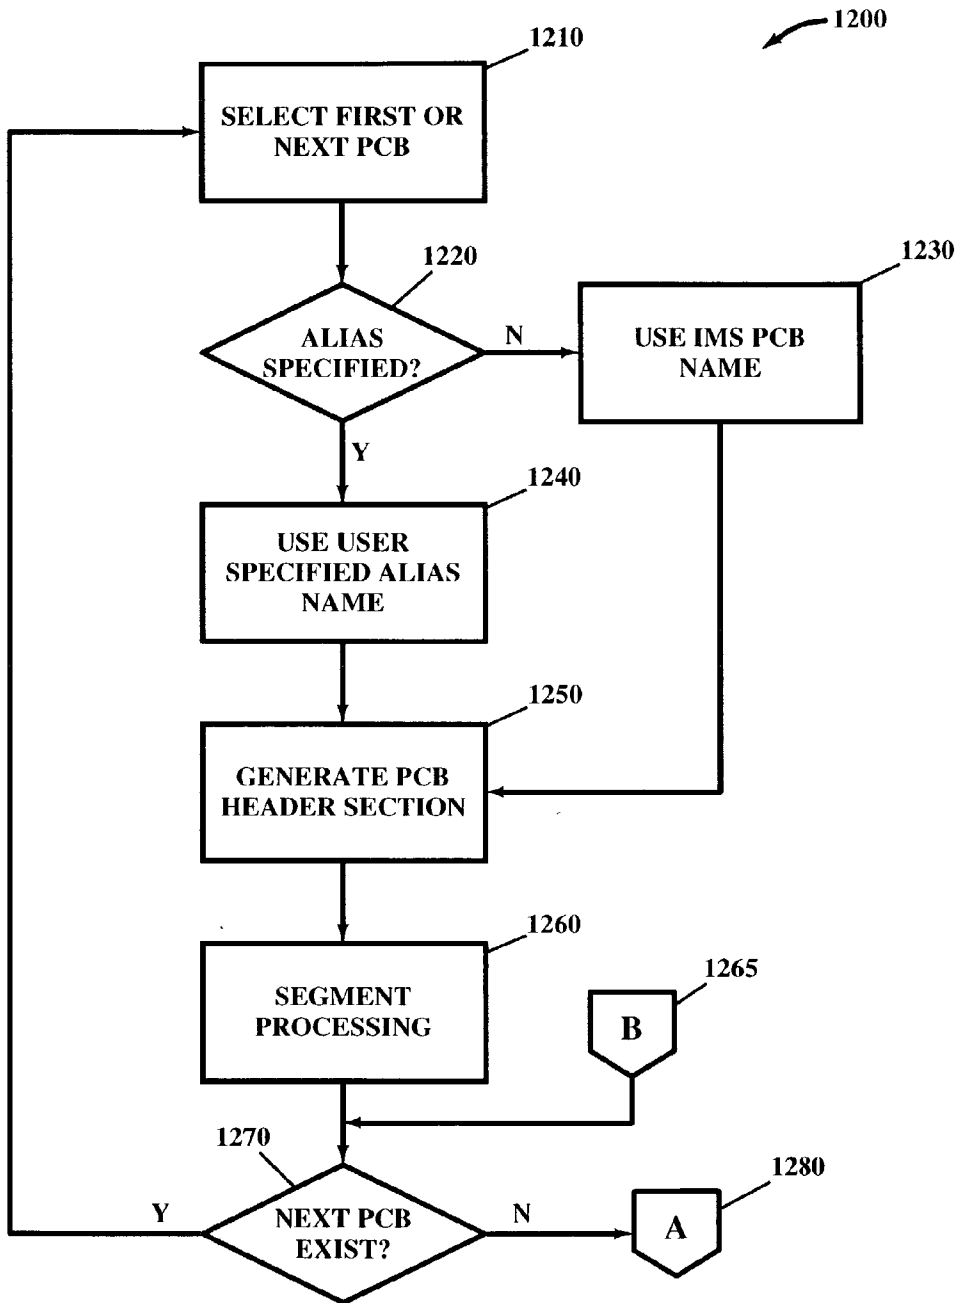 1200
1210
SELECT FIRST OR
NEXT PCB
1220
ALIAS
SPECIFIED?
N
1230
USE IMS PCB
NAME
Y
1240
USE USER
SPECIFIED ALIAS
NAME
1250
GENERATE PCB
HEADER SECTION
1260
SEGMENT
PROCESSING
1265
B
1270
NEXT PCB
EXIST?
Y
N
1280
A